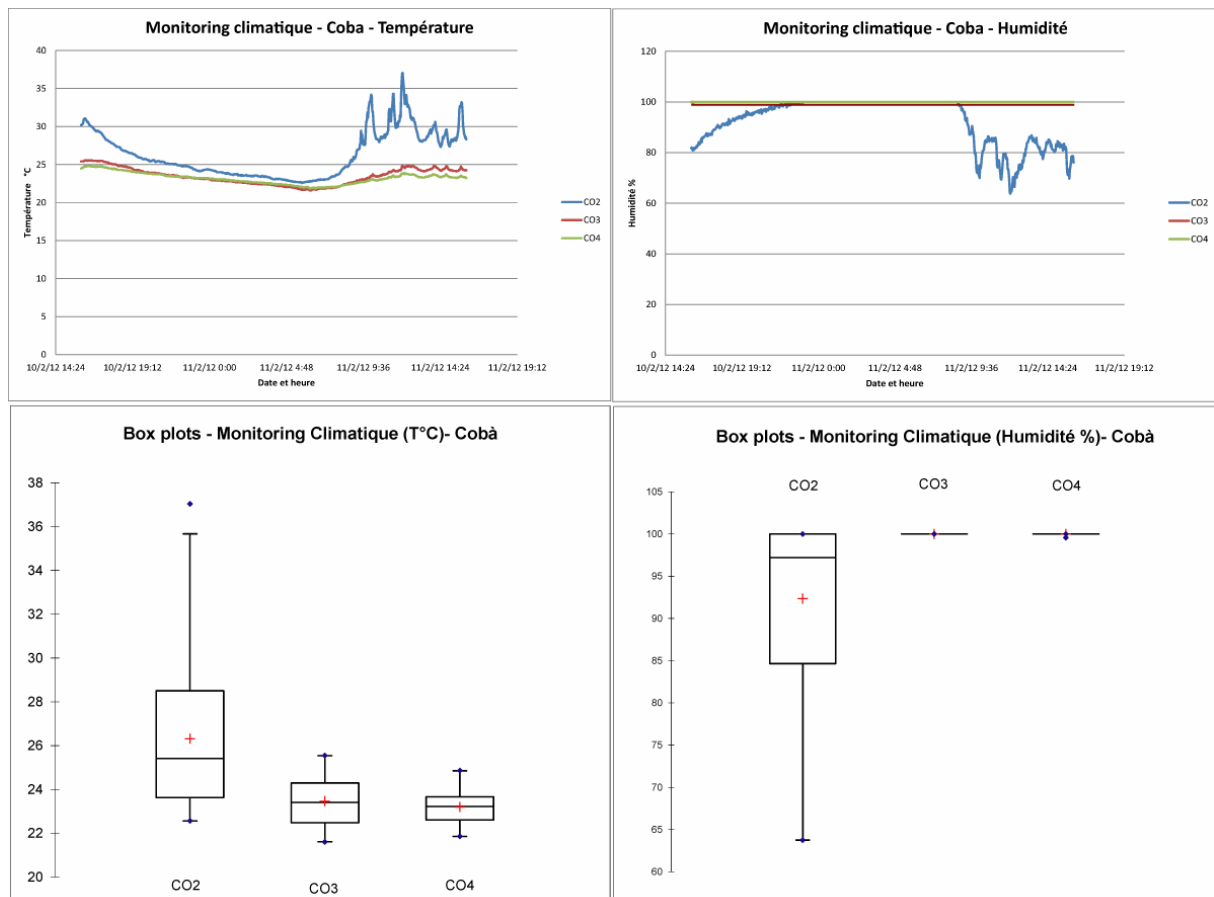 Monitoring climatique - Coba - Température
40
35
30
25
20
15
10
5
0
Température °C
10/2/12 14:24 10/2/12 19:12 11/2/12 0:00 11/2/12 4:48 11/2/12 9:36 11/2/12 14:24 11/2/12 19:12
Date et heure
CO2
CO3
CO4
Monitoring climatique - Coba - Humidité
120
100
80
60
40
20
0
Humidité %
10/2/12 14:24 10/2/12 19:12 11/2/12 0:00 11/2/12 4:48 11/2/12 9:36 11/2/12 14:24 11/2/12 19:12
Date et heure
CO2
CO3
CO4
Box plots - Monitoring Climatique (T°C)- Cobà
38
36
34
32
30
28
26
24
22
20
CO2 CO3 CO4
Box plots - Monitoring Climatique (Humidité %)- Cobà
CO2 CO3 CO4
105
100
95
90
85
80
75
70
65
60